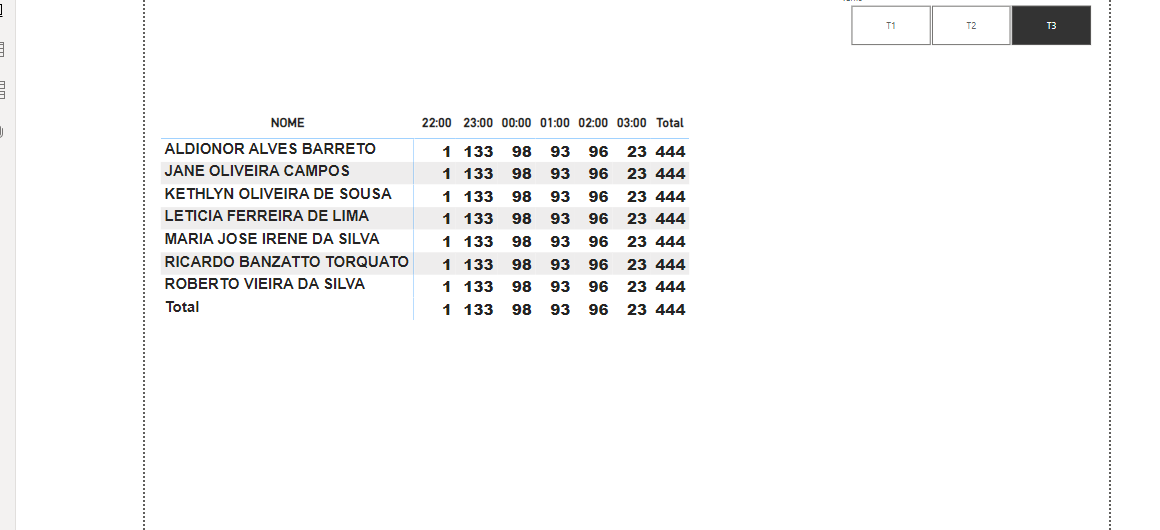 T1 T2 T3
NOME 22:00 23:00 00:00 01:00 02:00 03:00 Total
ALDIONOR ALVES BARRETO 1 133 98 93 96 23 444
JANE OLIVEIRA CAMPOS 1 133 98 93 96 23 444
KETHLYN OLIVEIRA DE SOUSA 1 133 98 93 96 23 444
LETICIA FERREIRA DE LIMA 1 133 98 93 96 23 444
MARIA JOSE IRENE DA SILVA 1 133 98 93 96 23 444
RICARDO BANZATTO TORQUATO 1 133 98 93 96 23 444
ROBERTO VIEIRA DA SILVA 1 133 98 93 96 23 444
Total 1 133 98 93 96 23 444